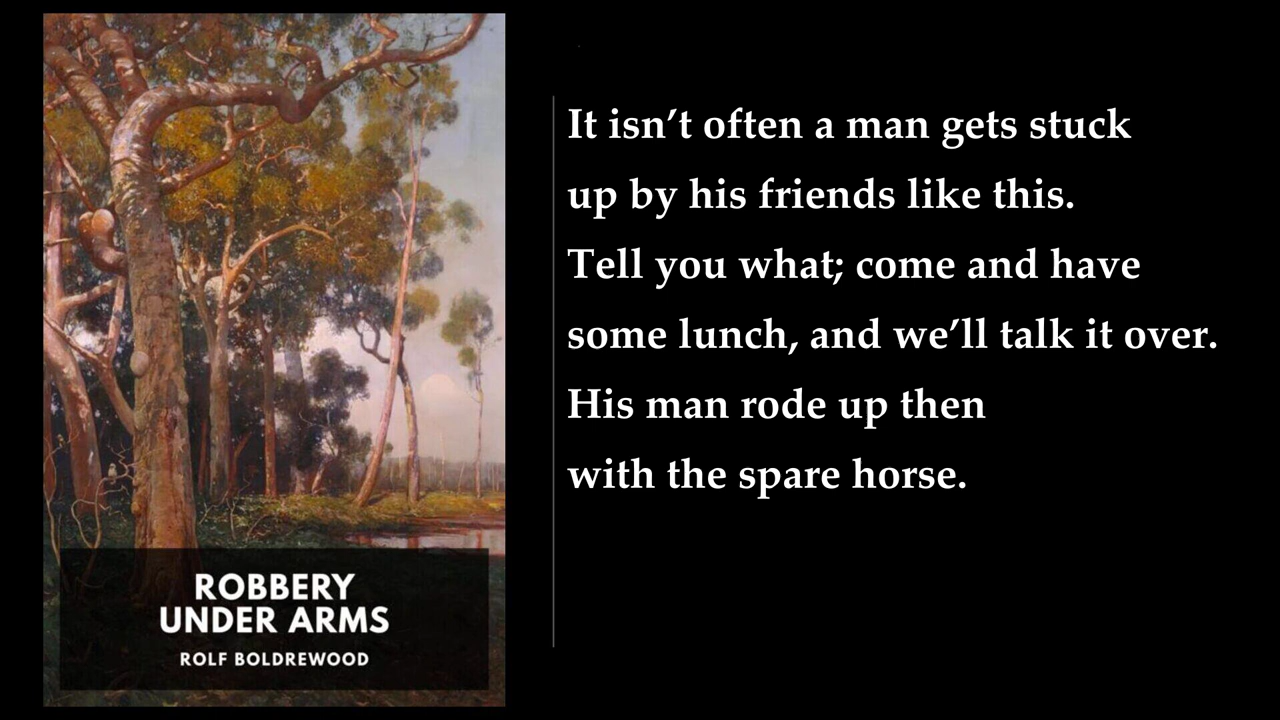 ROBBERY
UNDER ARMS
ROLF BOLDREWOOD
It isn’t often a man gets stuck
up by his friends like this.
Tell you what; come and have
some lunch, and we’ll talk it over.
His man rode up then
with the spare horse.